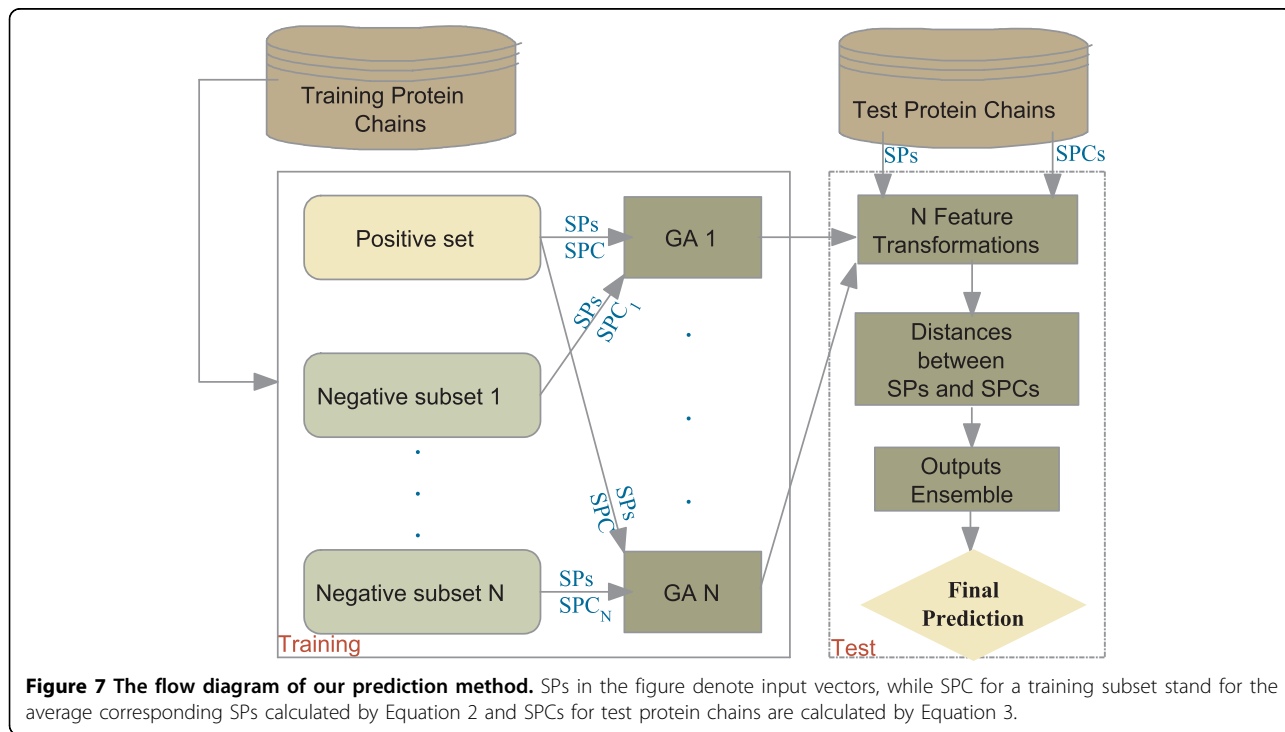 Training Protein
Chains
Test Protein Chains
SPs
SPCs
Positive set
SPs
SPC
GA 1
N Feature
Transformations
SPs
SPC1
Distances
between
SPs and SPCs
Negative subset 1
Outputs
Ensemble
SPs
SPC
Negative subset N
SPs
SPCN
GA N
Final
Prediction
Training
Test
Figure 7 The flow diagram of our prediction method. SPs in the figure denote input vectors, while SPC for a training subset stand for the
average corresponding SPs calculated by Equation 2 and SPCs for test protein chains are calculated by Equation 3.